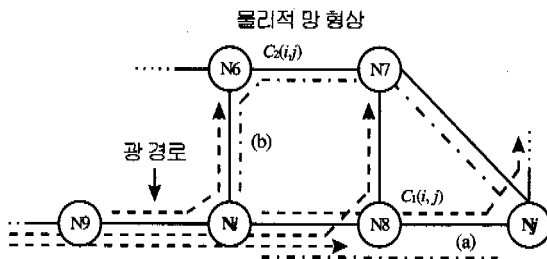 물리적 망 형상
N6
C₂(i,j)
N7
(b)
광 경로
C₁(i, j)
N9
Ni
N8
Nj
(a)